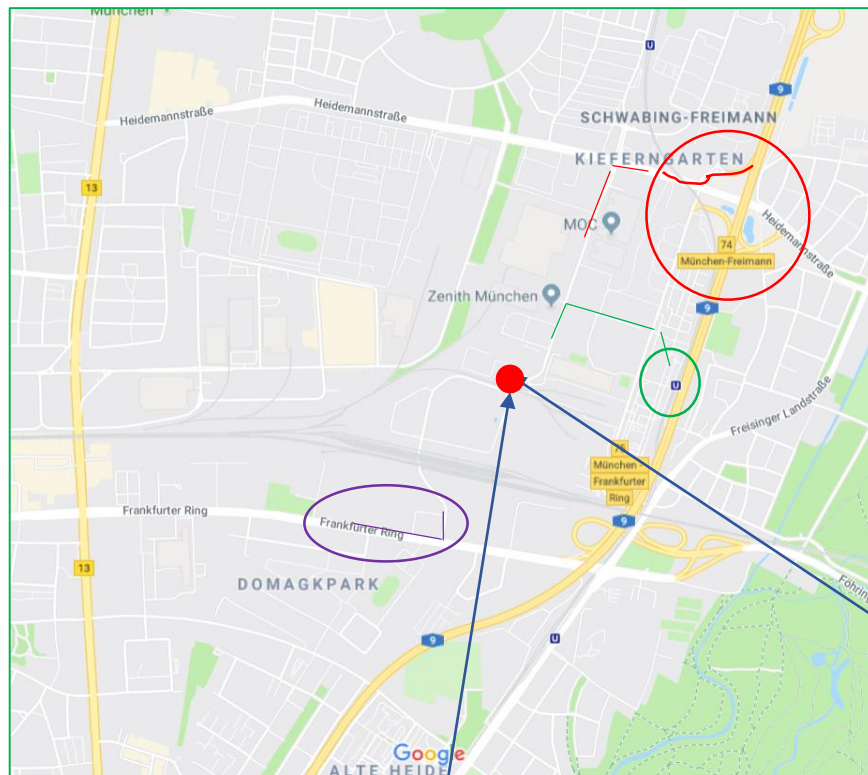 München
U
Heidemannstraße
Heidemannstraße
9
SCHWABING-FREIMANN
KIEFERNGARTEN
13
MOC
Heidemannstraße
74
München-Freimann
Zenith München
9
U
Freisinger Landstraße
München -
Frankfurter
Ring
Frankfurter Ring
Frankfurter Ring
9
13
DOMAGKPARK
Föhring
9
U
Google
ALTE HEIDE